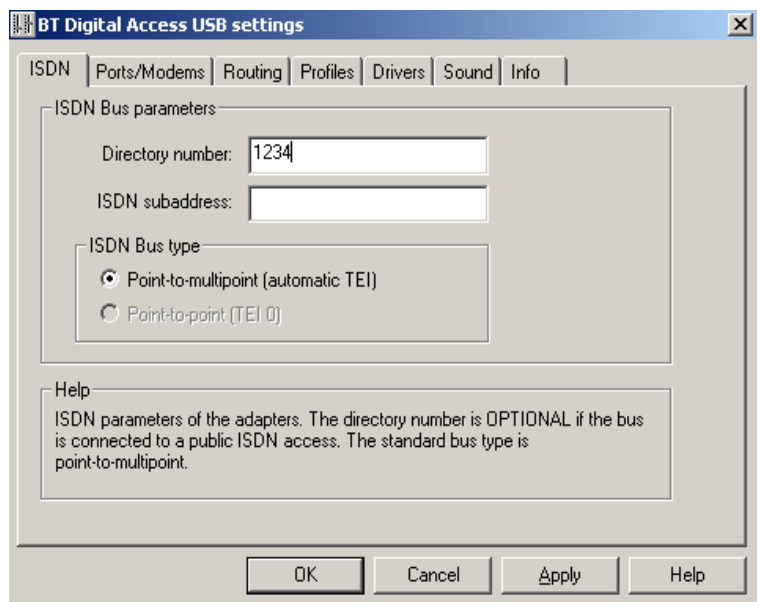 BT Digital Access USB settings
ISDN Ports/Modems Routing Profiles Drivers Sound Info
ISDN Bus parameters
Directory number: 1234
ISDN subaddress:
ISDN Bus type
Point-to-multipoint (automatic TEI)
Point-to-point (TEI 0)
Help
ISDN parameters of the adapters. The directory number is OPTIONAL if the bus
is connected to a public ISDN access. The standard bus type is
point-to-multipoint.
OK Cancel Apply Help